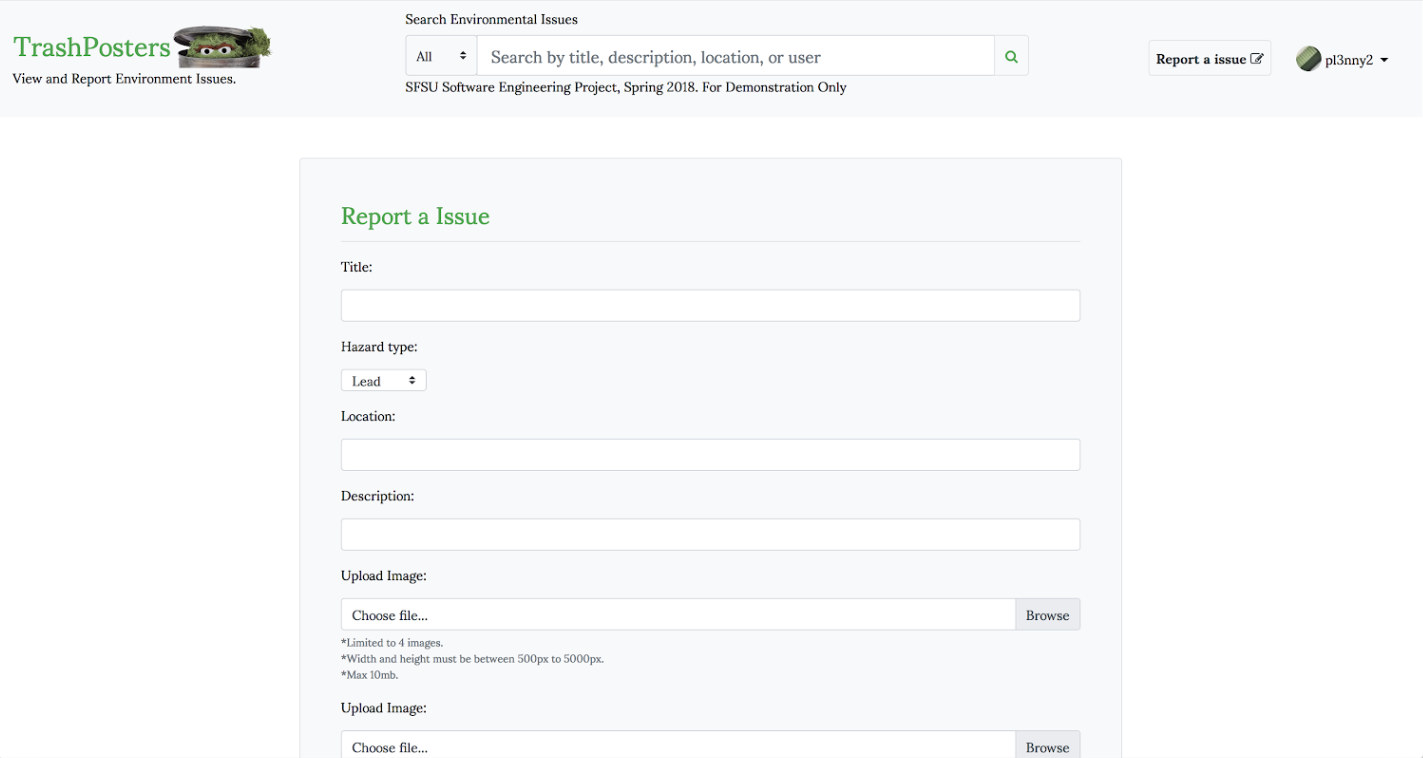 TrashPosters
View and Report Environment Issues.
Search Environmental Issues
All
Search by title, description, location, or user
SFSU Software Engineering Project, Spring 2018. For Demonstration Only
Report a issue
pl3nny2
Report a Issue
Title:
Hazard type:
Lead
Location:
Description:
Upload Image:
Choose file...
Browse
*Limited to 4 images.
*Width and height must be between 500px to 5000px.
*Max 10mb.
Upload Image:
Choose file...
Browse